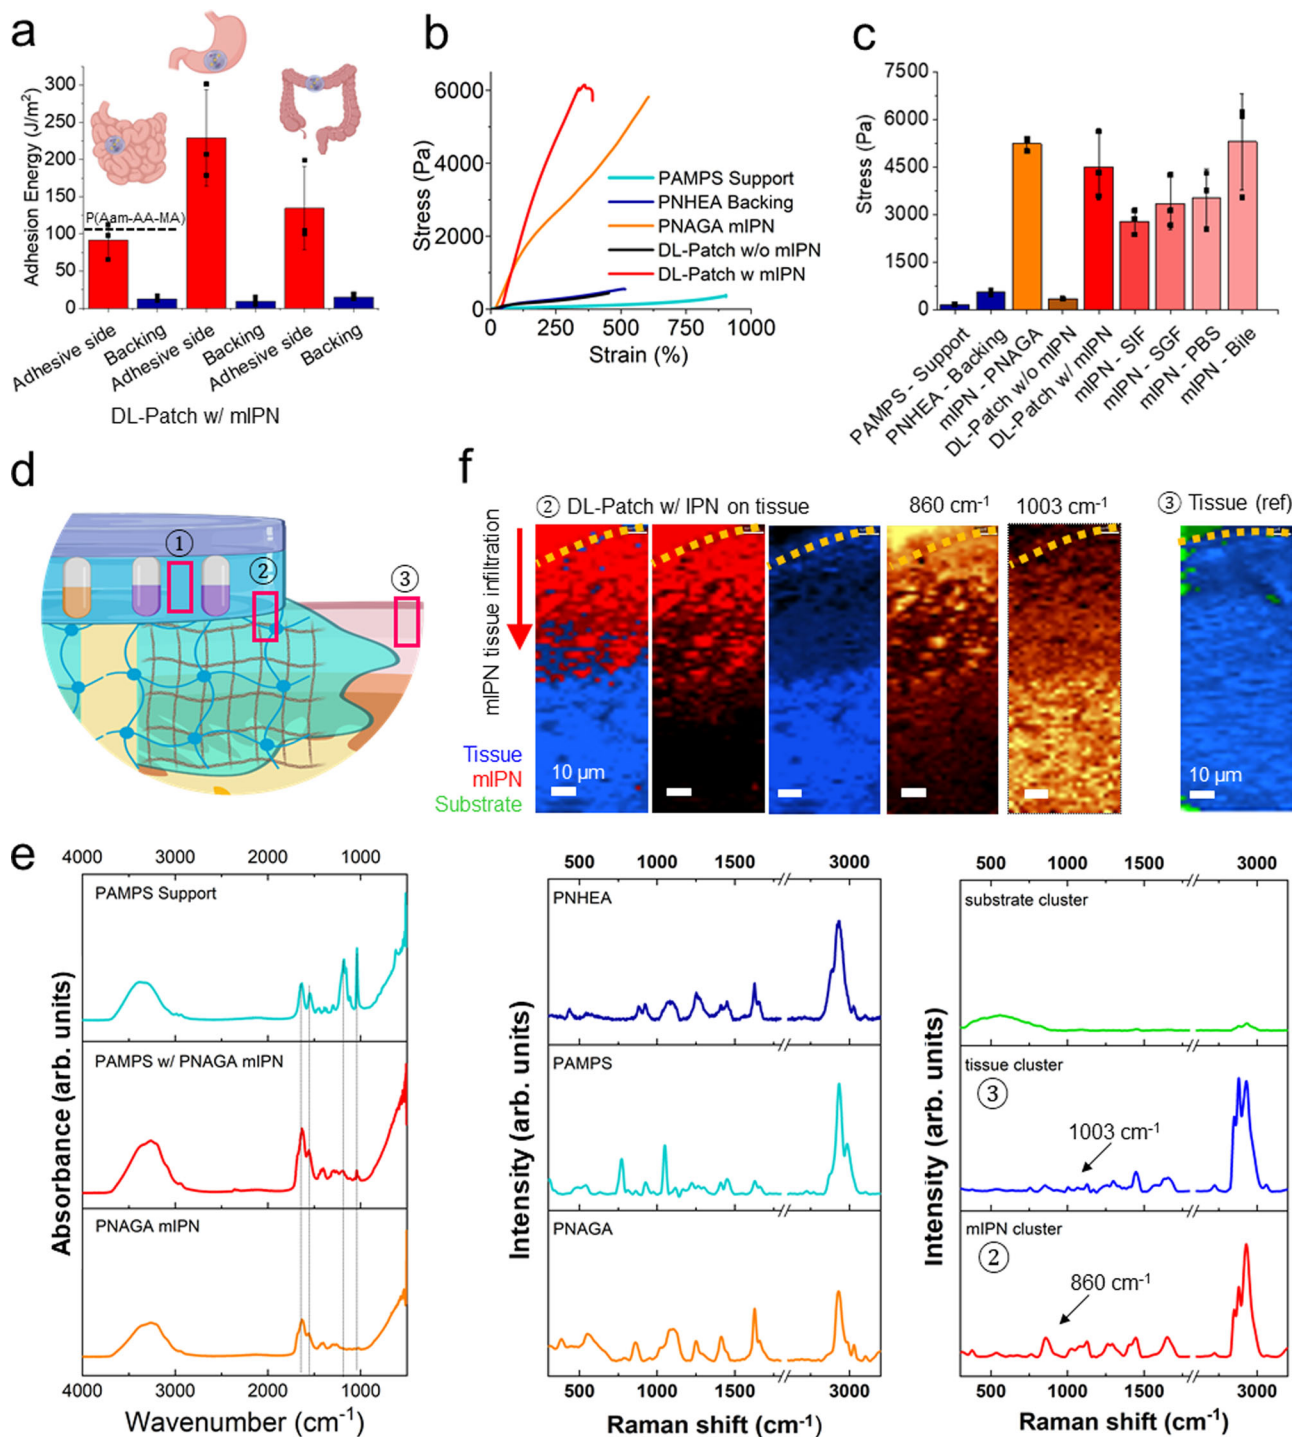 a
Adhesion Energy (J/m²)
300
250
200
150
100
50
0
P(Aam-AA-MA)
Adhesive side
Backing
Adhesive side
Backing
Adhesive side
Backing
DL-Patch w/ mIPN
b
Stress (Pa)
6000
4000
2000
0
PAMPS Support
PNHEA Backing
PNAGA mIPN
DL-Patch w/o mIPN
DL-Patch w mIPN
0 250 500 750 1000
Strain (%)
c
Stress (Pa)
7500
6000
4500
3000
1500
0
PAMPS - Support
PNHEA - Backing
mIPN - PNAGA
DL-Patch w/o mIPN
DL-Patch w/ mIPN
mIPN - SIF
mIPN - SGF
mIPN - PBS
mIPN - Bile
d
①
②
③
f
② DL-Patch w/ IPN on tissue
860 cm⁻¹
1003 cm⁻¹
③ Tissue (ref)
mIPN tissue infiltration
Tissue
mIPN
Substrate
10 µm
10 µm
e
4000 3000 2000 1000
PAMPS Support
PAMPS w/ PNAGA mIPN
PNAGA mIPN
Absorbance (arb. units)
4000 3000 2000 1000
Wavenumber (cm⁻¹)
500 1000 1500 3000
PNHEA
PAMPS
PNAGA
Intensity (arb. units)
500 1000 1500 3000
Raman shift (cm⁻¹)
500 1000 1500 3000
substrate cluster
tissue cluster
③
1003 cm⁻¹
mIPN cluster
②
860 cm⁻¹
Intensity (arb. units)
500 1000 1500 3000
Raman shift (cm⁻¹)